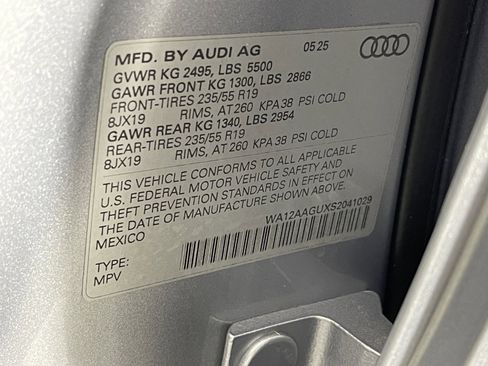 MFD. BY AUDI AG 05 25
GVWR KG 2495, LBS 5500
GAWR FRONT KG 1300, LBS 2866
FRONT-TIRES 235/55 R19
8JX19 RIMS, AT 260 KPA 38 PSI COLD
GAWR REAR KG 1340, LBS 2954
REAR-TIRES 235/55 R19
8JX19 RIMS, AT 260 KPA 38 PSI COLD
THIS VEHICLE CONFORMS TO ALL APPLICABLE
U.S. FEDERAL MOTOR VEHICLE SAFETY AND
THEFT PREVENTION STANDARDS IN EFFECT ON
THE DATE OF MANUFACTURE SHOWN ABOVE.
MEXICO WA12AAGUXS2041029
TYPE:
MPV